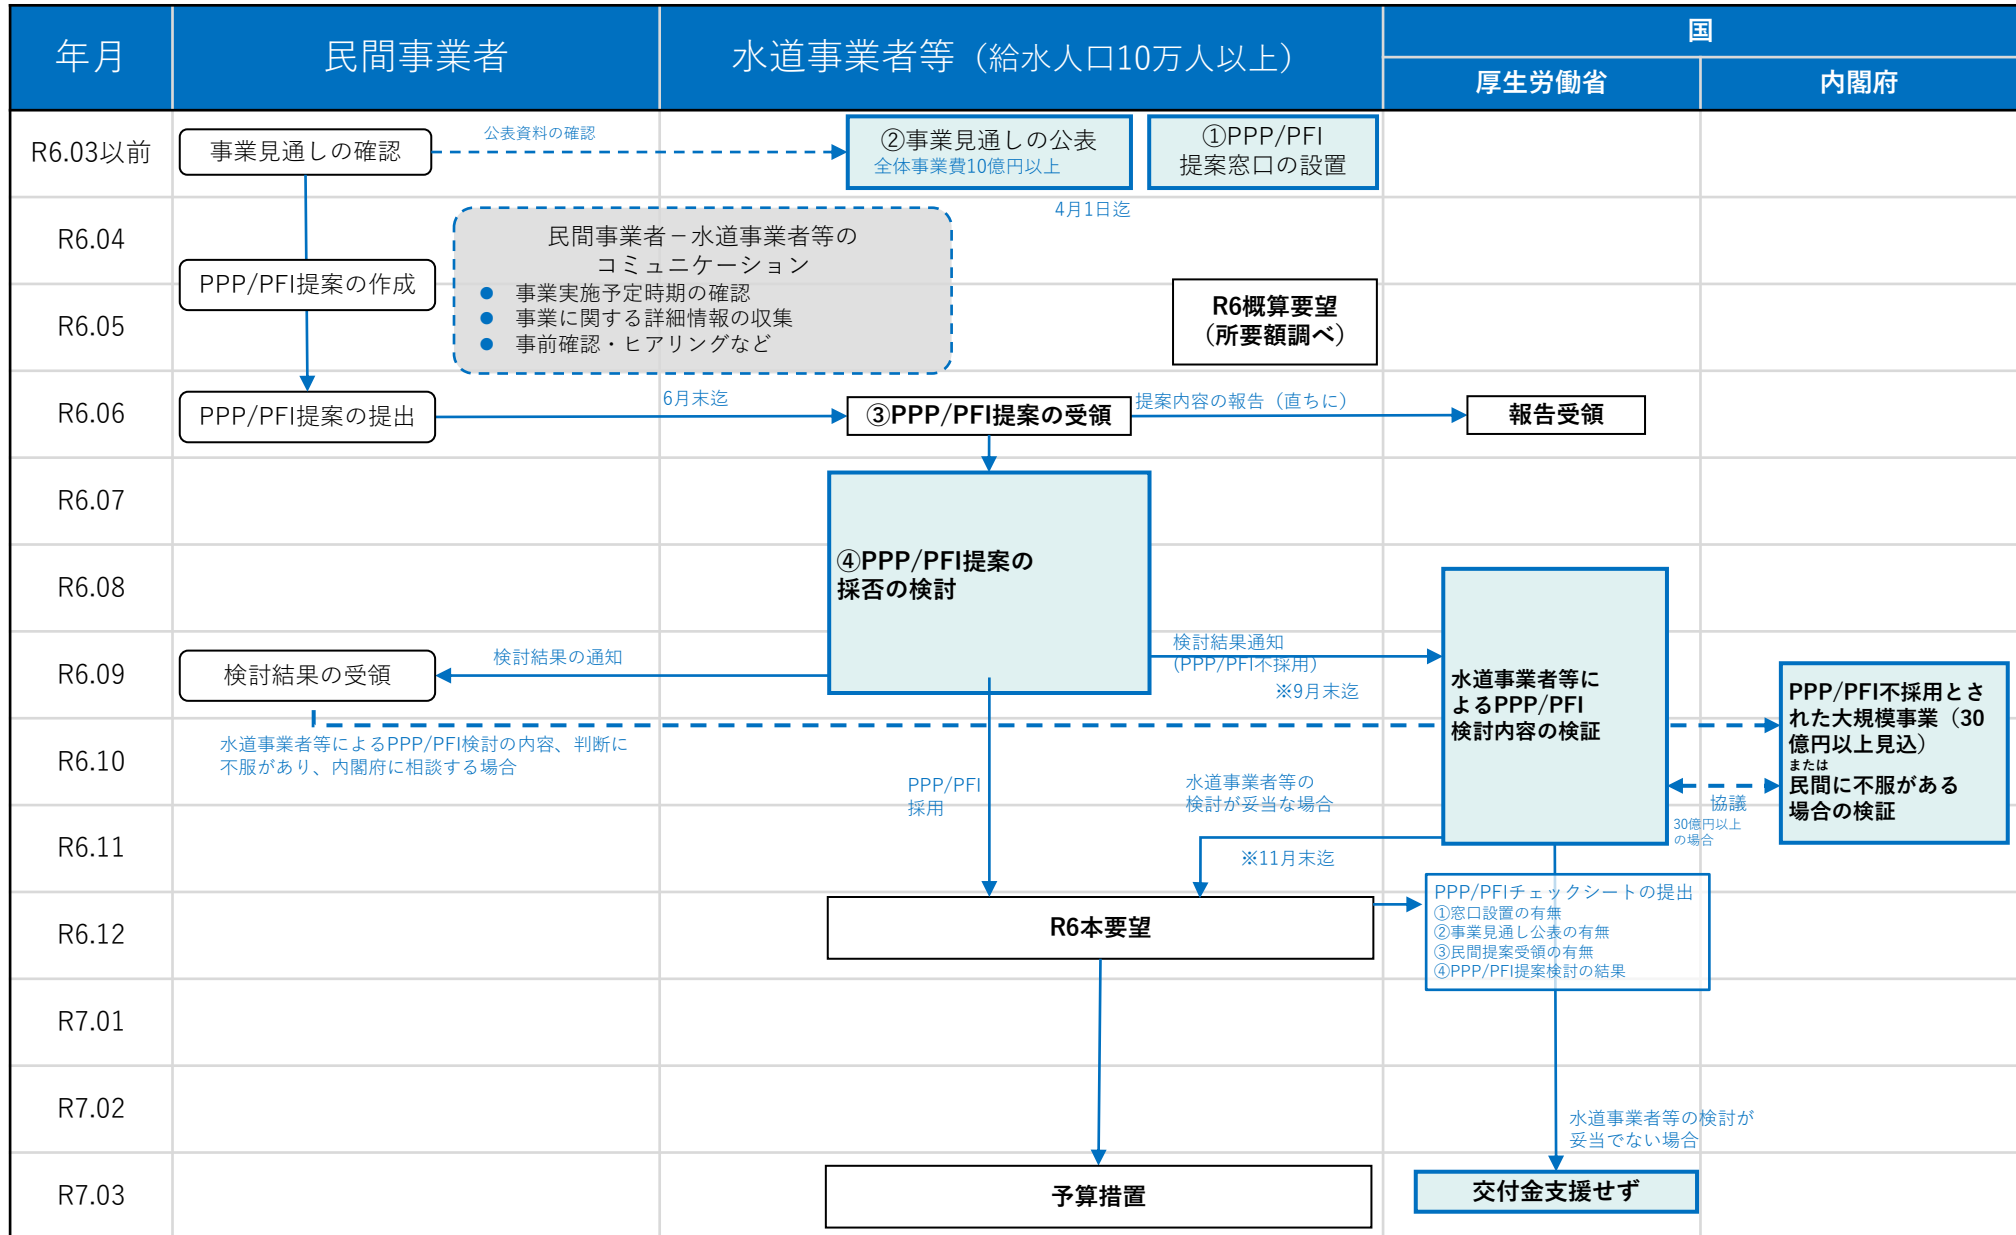 年月
民間事業者
水道事業者等（給水人口10万人以上）
国
厚生労働省
内閣府
R6.03以前
事業見通しの確認
公表資料の確認
②事業見通しの公表
全体事業費10億円以上
①PPP/PFI
提案窓口の設置
4月1日迄
R6.04
民間事業者－水道事業者等の
コミュニケーション
● 事業実施予定時期の確認
● 事業に関する詳細情報の収集
● 事前確認・ヒアリングなど
PPP/PFI提案の作成
R6.05
R6概算要望
（所要額調べ）
R6.06
PPP/PFI提案の提出
6月末迄
③PPP/PFI提案の受領
提案内容の報告（直ちに）
報告受領
R6.07
④PPP/PFI提案の
採否の検討
R6.08
R6.09
検討結果の受領
検討結果の通知
検討結果通知
(PPP/PFI不採用）
※9月末迄
水道事業者等に
よるPPP/PFI
検討内容の検証
PPP/PFI不採用とさ
れた大規模事業（30
億円以上見込）
または
民間に不服がある
場合の検証
R6.10
水道事業者等によるPPP/PFI検討の内容、判断に
不服があり、内閣府に相談する場合
PPP/PFI
採用
水道事業者等の
検討が妥当な場合
協議
30億円以上
の場合
R6.11
※11月末迄
R6.12
R6本要望
PPP/PFIチェックシートの提出
①窓口設置の有無
②事業見通し公表の有無
③民間提案受領の有無
④PPP/PFI提案検討の結果
R7.01
R7.02
水道事業者等の検討が
妥当でない場合
R7.03
予算措置
交付金支援せず